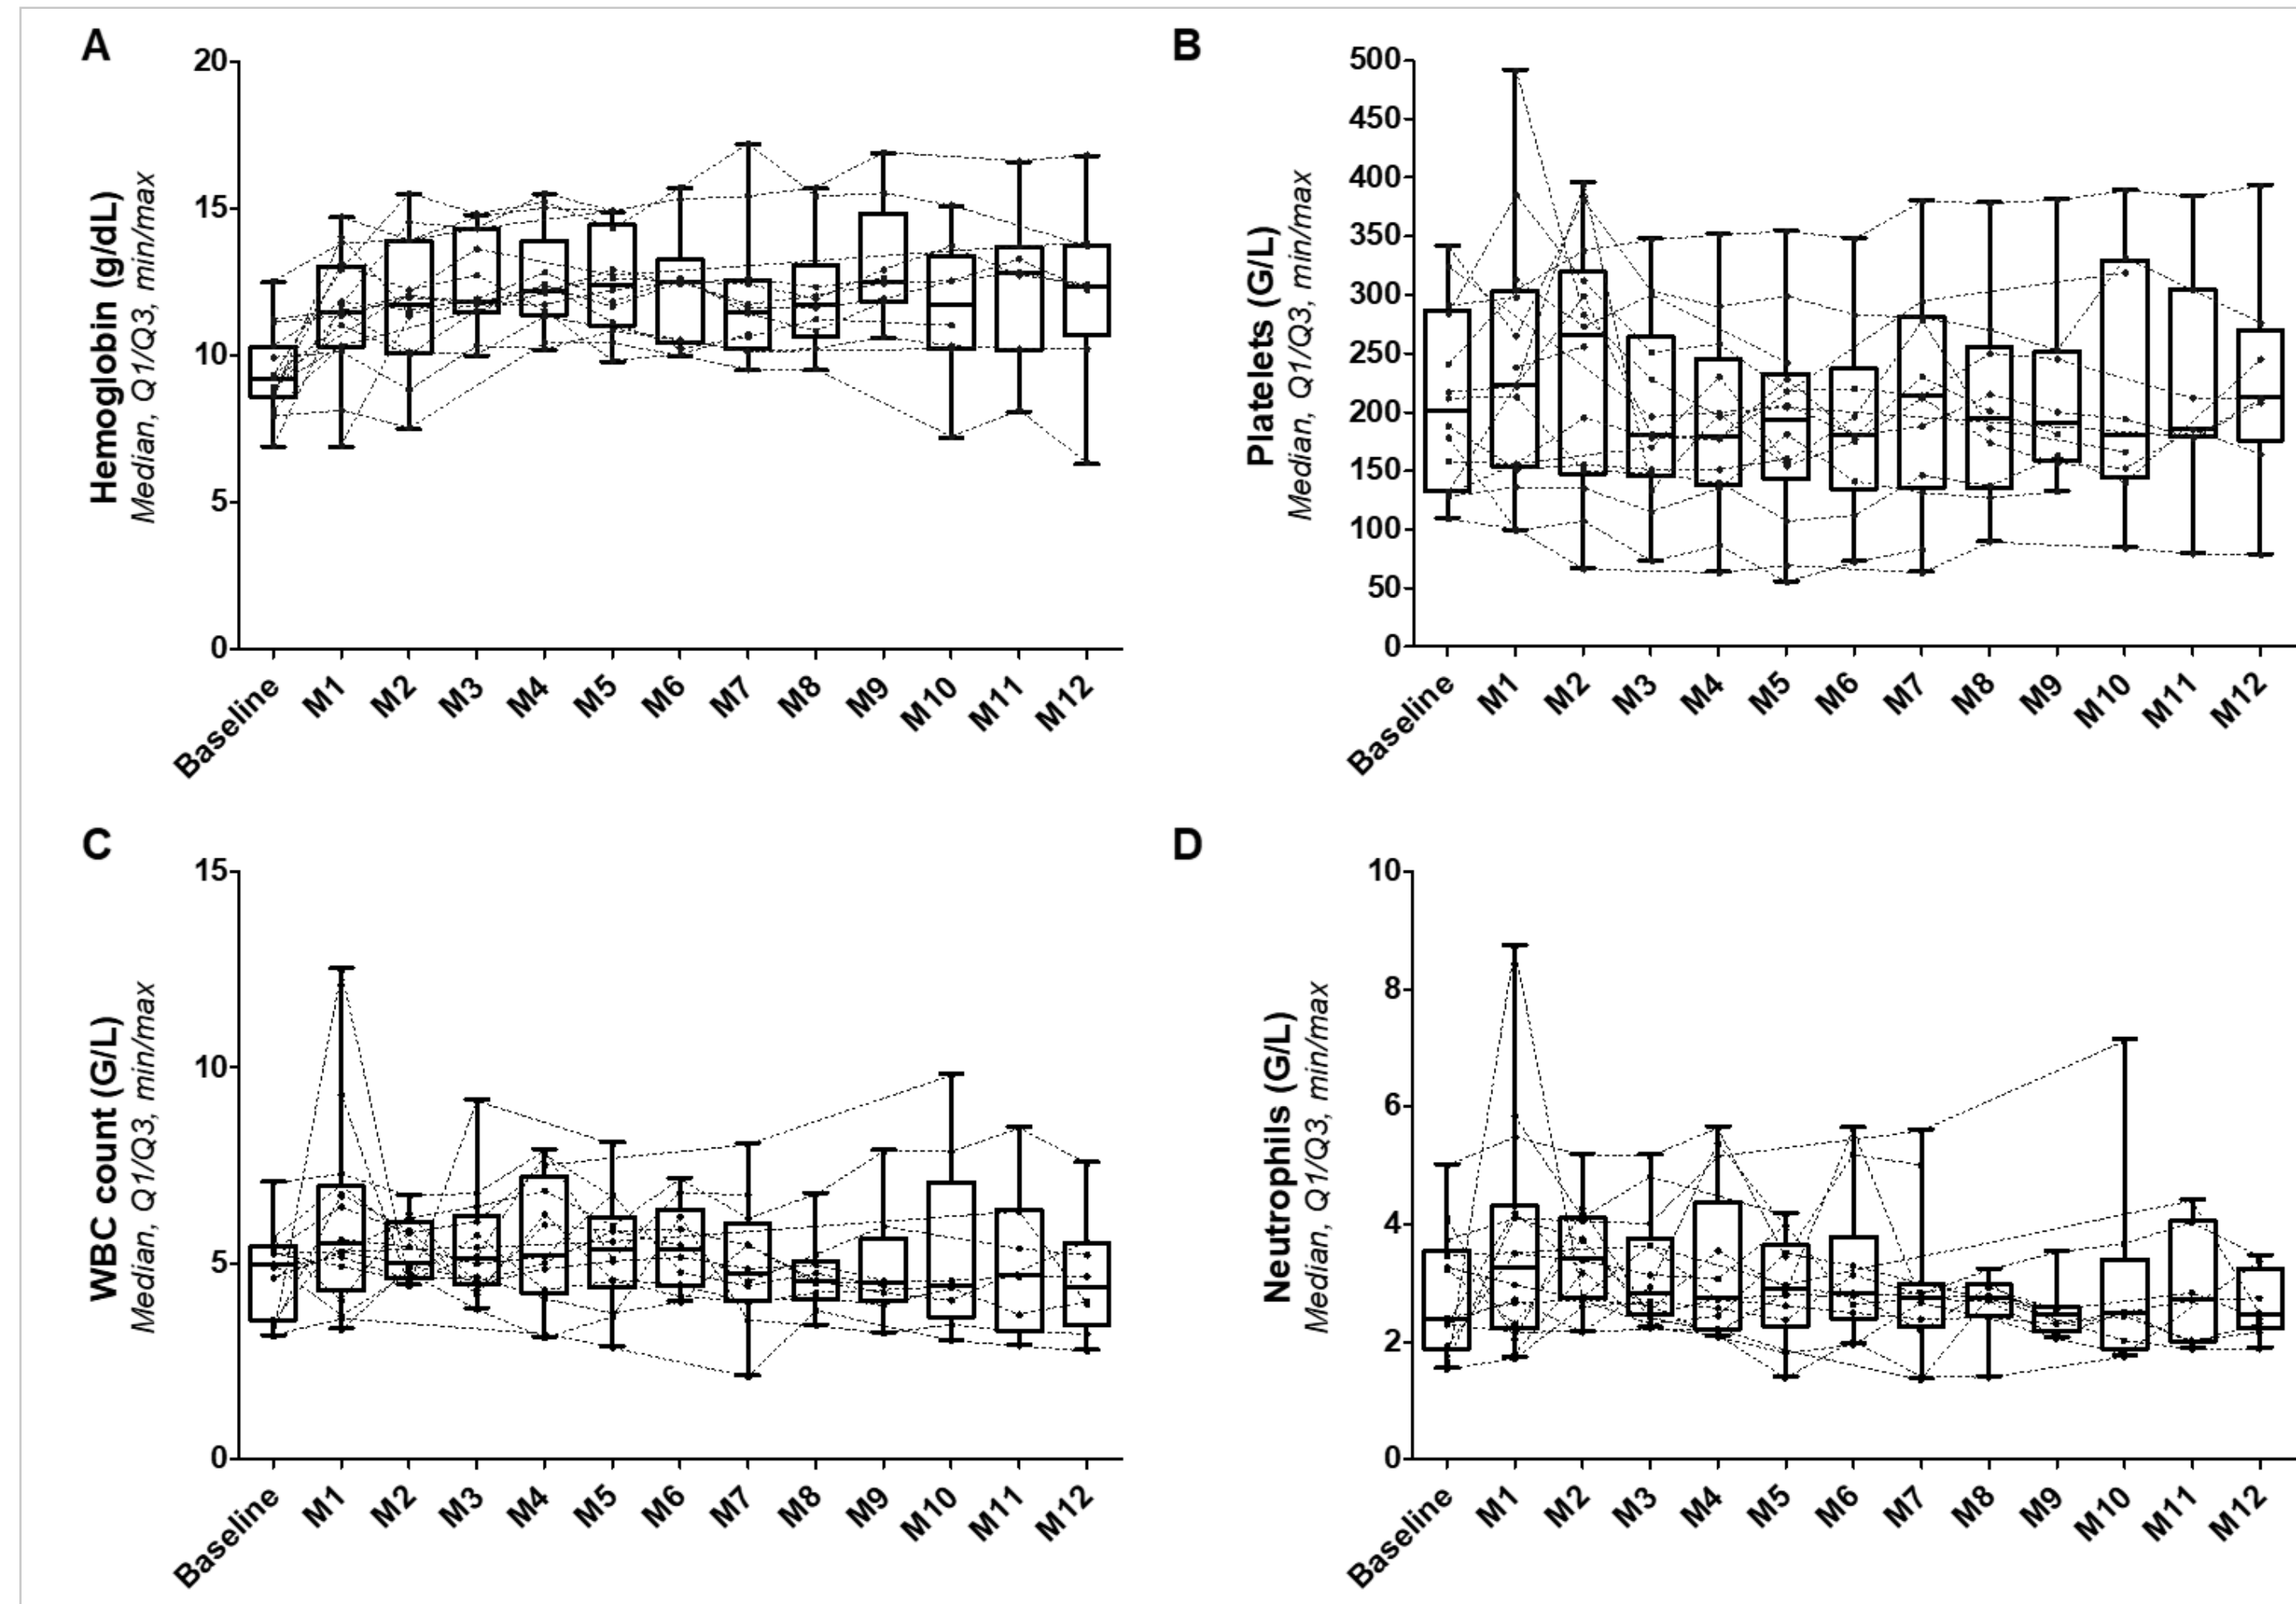 A
Hemoglobin (g/dL)
Median, Q1/Q3, min/max
20
15
10
5
0
Baseline M1 M2 M3 M4 M5 M6 M7 M8 M9 M10 M11 M12
B
Platelets (G/L)
Median, Q1/Q3, min/max
500
450
400
350
300
250
200
150
100
50
0
Baseline M1 M2 M3 M4 M5 M6 M7 M8 M9 M10 M11 M12
C
WBC count (G/L)
Median, Q1/Q3, min/max
15
10
5
0
Baseline M1 M2 M3 M4 M5 M6 M7 M8 M9 M10 M11 M12
D
Neutrophils (G/L)
Median, Q1/Q3, min/max
10
8
6
4
2
0
Baseline M1 M2 M3 M4 M5 M6 M7 M8 M9 M10 M11 M12